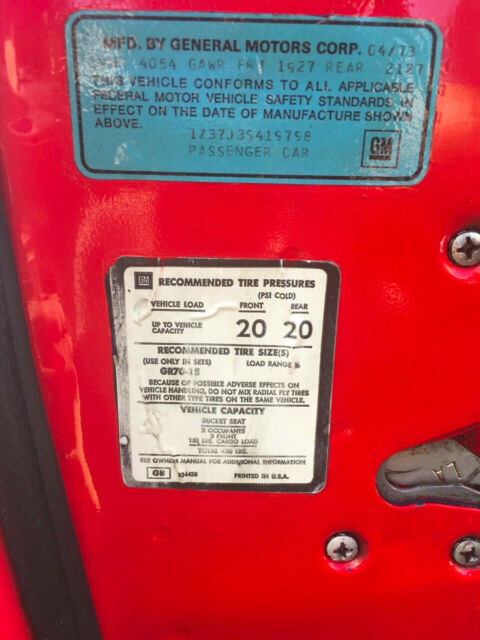 MFD. BY GENERAL MOTORS CORP. 04/73
4054 GAWR FRT 1927 REAR 2127
THIS VEHICLE CONFORMS TO ALL APPLICABLE
FEDERAL MOTOR VEHICLE SAFETY STANDARDS IN
EFFECT ON THE DATE OF MANUFACTURE SHOWN
ABOVE.
1Z37J3S419798
PASSENGER CAR
GM
GM RECOMMENDED TIRE PRESSURES
(PSI COLD)
VEHICLE LOAD FRONT REAR
UP TO VEHICLE CAPACITY 20 20
RECOMMENDED TIRE SIZE(S)
(USE ONLY IN SETS) LOAD RANGE B
GR70-15
BECAUSE OF POSSIBLE ADVERSE EFFECTS ON
VEHICLE HANDLING, DO NOT MIX RADIAL PLY TIRES
WITH OTHER TYPE TIRES ON THE SAME VEHICLE.
VEHICLE CAPACITY
BUCKET SEAT
2 OCCUPANTS
2 FRONT
150 LBS. CARGO LOAD
TOTAL 450 LBS.
SEE OWNERS MANUAL FOR ADDITIONAL INFORMATION
GB PRINTED IN U.S.A.
LA